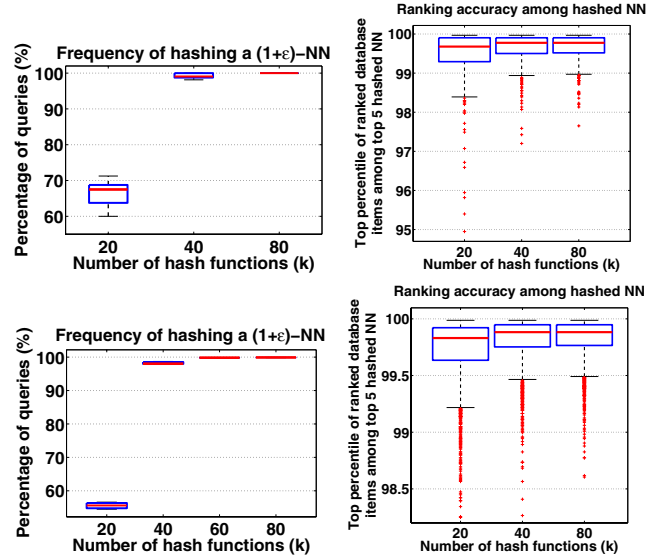 Frequency of hashing a (1+ε)-NN
Percentage of queries (%)
100
90
80
70
60
20 40 80
Number of hash functions (k)
Ranking accuracy among hashed NN
Top percentile of ranked database
items among top 5 hashed NN
100
99
98
97
96
95
20 40 80
Number of hash functions (k)
Frequency of hashing a (1+ε)-NN
Percentage of queries (%)
100
90
80
70
60
20 40 60 80
Number of hash functions (k)
Ranking accuracy among hashed NN
Top percentile of ranked database
items among top 5 hashed NN
100
99.5
99
98.5
20 40 80
Number of hash functions (k)